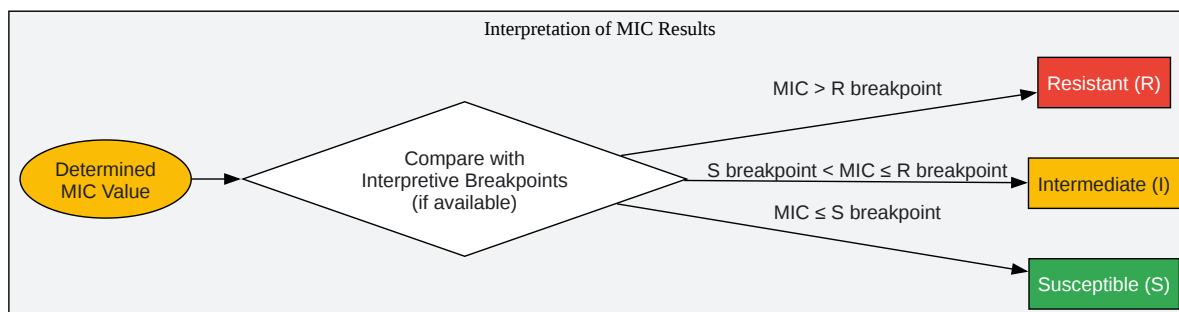 Interpretation of MIC Results
Determined
MIC Value
Compare with
Interpretive Breakpoints
(if available)
MIC > R breakpoint
Resistant (R)
S breakpoint < MIC ≤ R breakpoint
Intermediate (I)
MIC ≤ S breakpoint
Susceptible (S)